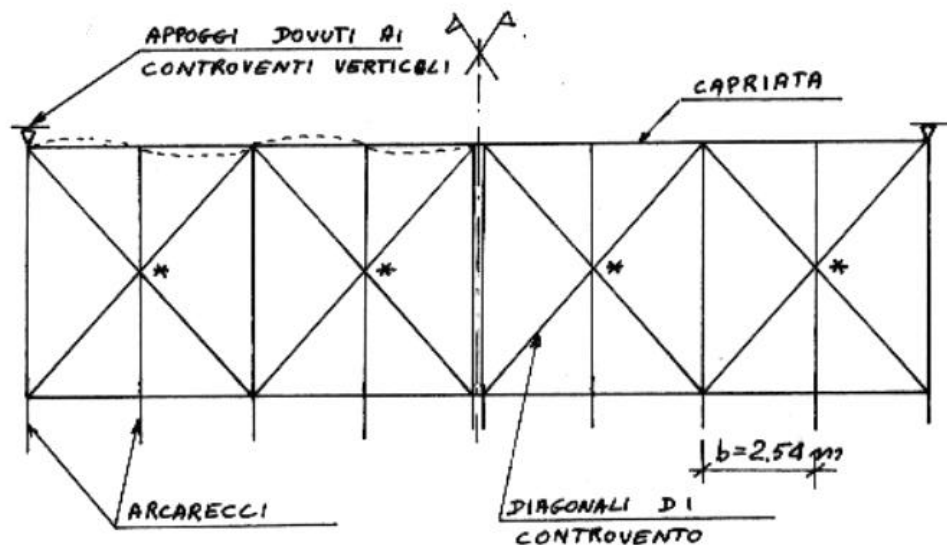 APPOGGI DOVUTI AI
CONTROVENTI VERTICALI
CAPRIATA
*
*
*
*
b=2.54 m
ARCARECCI
DIAGONALI DI
CONTROVENTO